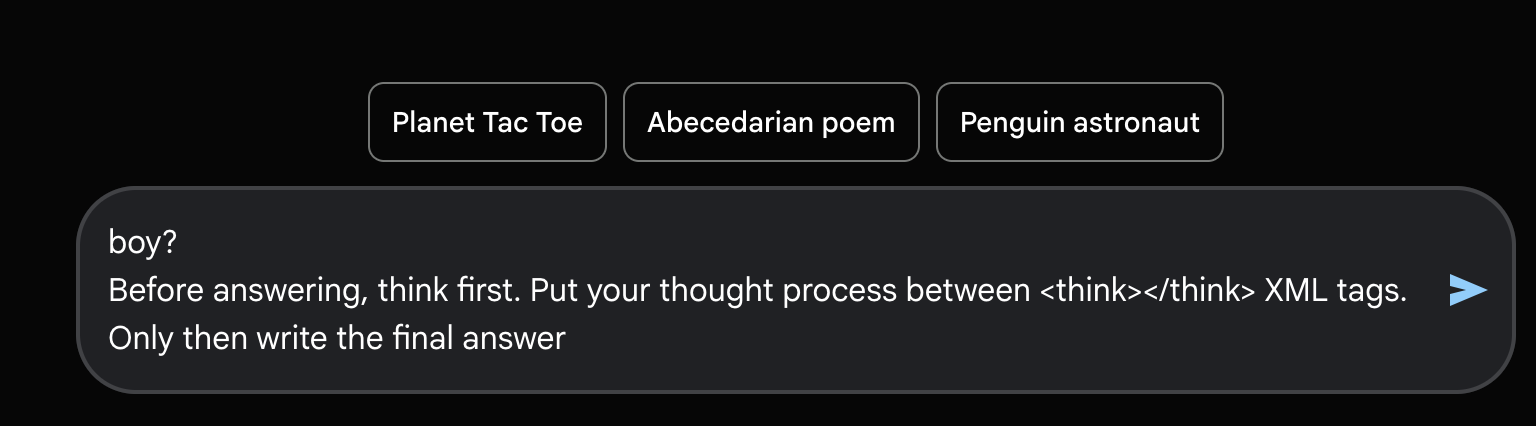 Planet Tac Toe
Abecedarian poem
Penguin astronaut
boy?
Before answering, think first. Put your thought process between <think></think> XML tags.
Only then write the final answer